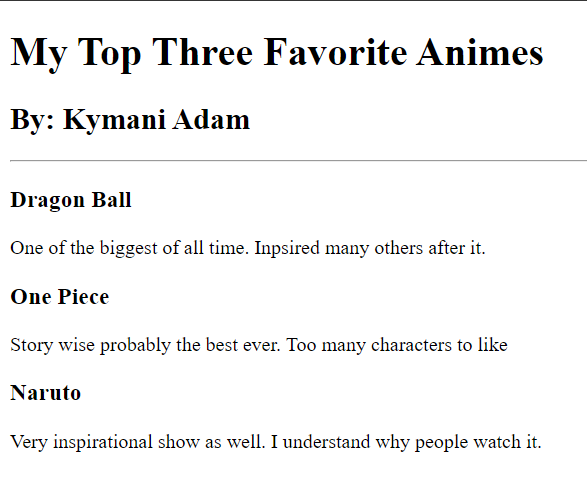 My Top Three Favorite Animes
By: Kymani Adam
Dragon Ball
One of the biggest of all time. Inpsired many others after it.
One Piece
Story wise probably the best ever. Too many characters to like
Naruto
Very inspirational show as well. I understand why people watch it.